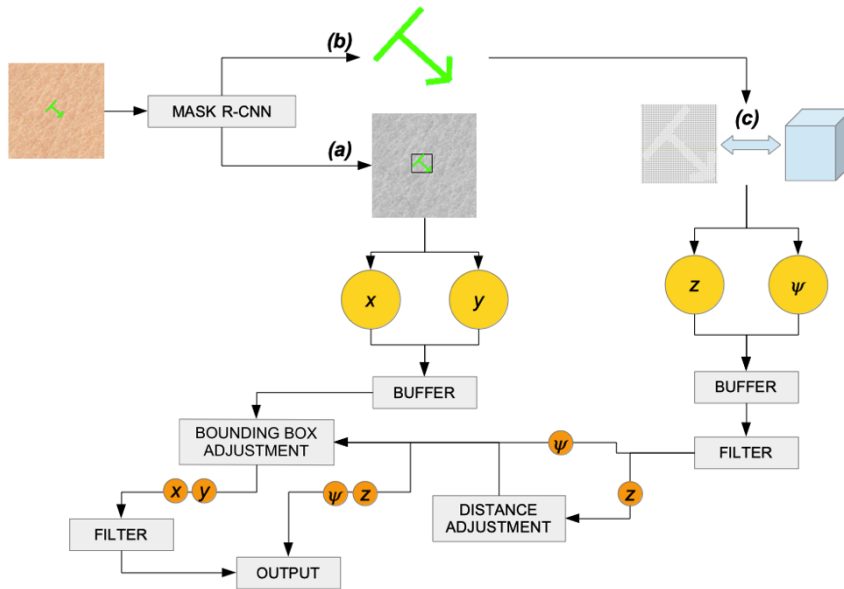 (b)
MASK R-CNN
(c)
(a)
x
y
z
ψ
BUFFER
BUFFER
BOUNDING BOX
ADJUSTMENT
ψ
FILTER
x
y
ψ
z
z
DISTANCE
ADJUSTMENT
FILTER
OUTPUT